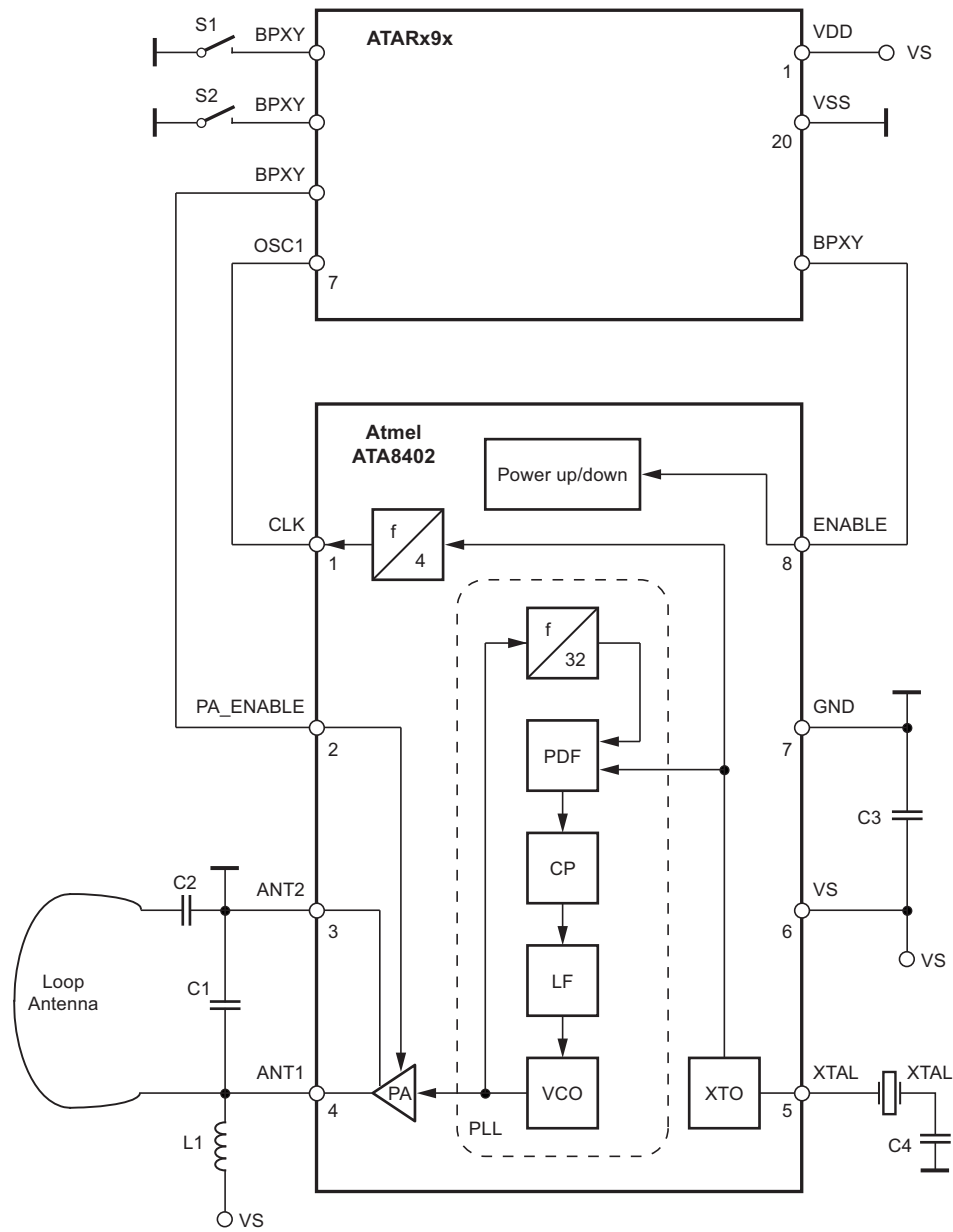 S1
BPXY
ATARx9x
VDD
1
VS
S2
BPXY
VSS
20
BPXY
OSC1
7
BPXY
Atmel
ATA8402
Power up/down
CLK
1
f
4
ENABLE
8
f
32
PA_ENABLE
2
GND
7
PDF
C3
CP
C2
ANT2
3
VS
6
VS
Loop
Antenna
C1
LF
ANT1
4
PA
VCO
XTO
XTAL
5
XTAL
PLL
L1
C4
VS